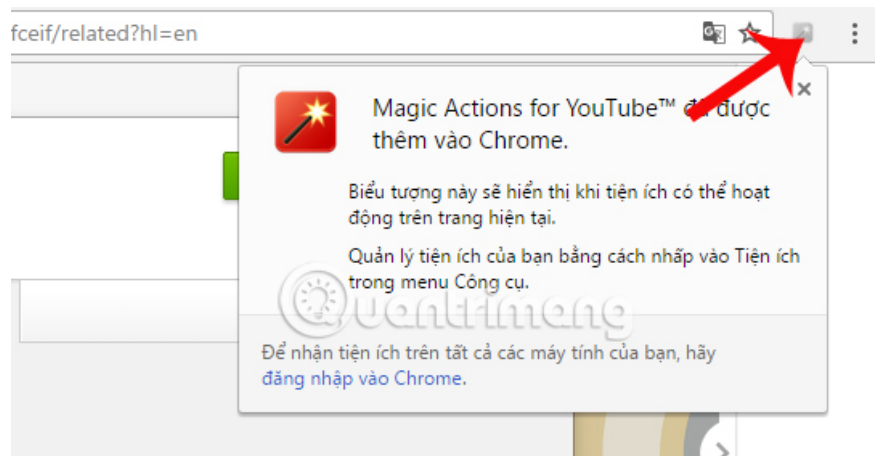 fceif/related?hl=en
Magic Actions for YouTube™ đã được
thêm vào Chrome.
Biểu tượng này sẽ hiển thị khi tiện ích có thể hoạt
động trên trang hiện tại.
Quản lý tiện ích của bạn bằng cách nhấp vào Tiện ích
trong menu Công cụ.
Quantrimang
Để nhận tiện ích trên tất cả các máy tính của bạn, hãy
đăng nhập vào Chrome.